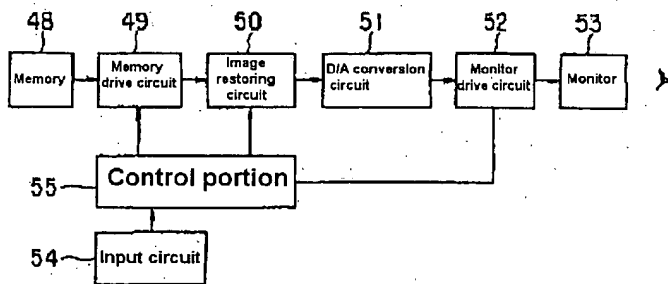 48
49
50
51
52
53
Memory
Memory
drive circuit
Image
restoring
circuit
D/A conversion
circuit
Monitor
drive circuit
Monitor
55
Control portion
54
Input circuit